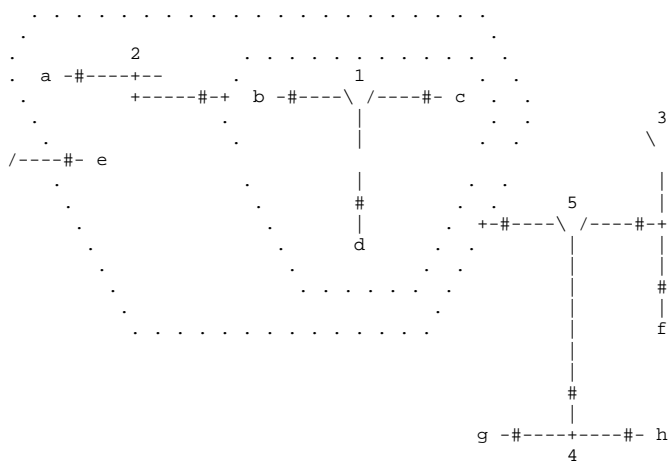 . . . . . . . . . . . . . . . . . . . . .
 .                                         .
.          2         . . . . . . . . . . .  .
.  a -#----+--      .          1          .  .
 .         +-----#-+  b -#----\ /----#- c  . . .
  .                .           |           .  .           3
   .                .          |          .  .           \
/----#- e
    .                .         |           . .            |
     .                .        #          . .      5      |
      .                .       |         . +-#----\ /----#-+
       .                .      d        . .        |       |
        .                .             . .         |       |
         .                . . . . . . . .          |       #
          .                            .           |       |
           . . . . . . . . . . . . . .             |       f
                                                   |
                                                   |
                                                   #
                                                   |
                                          g -#----+----#- h
                                                   4